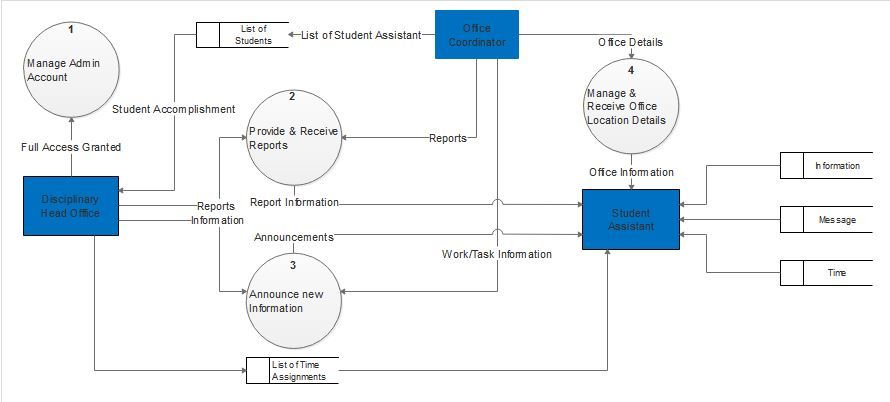 1
Manage Admin
Account
List of
Students
List of Student Assistant
Office
Coordinator
Office Details
4
Manage &
Receive Office
Location Details
Student Accomplishment
2
Provide & Receive
Reports
Reports
Full Access Granted
Office Information
Information
Disciplinary
Head Office
Reports
Information
Report Information
Student
Assistant
Message
Announcements
Work/Task Information
3
Announce new
Information
Time
List of Time
Assignments